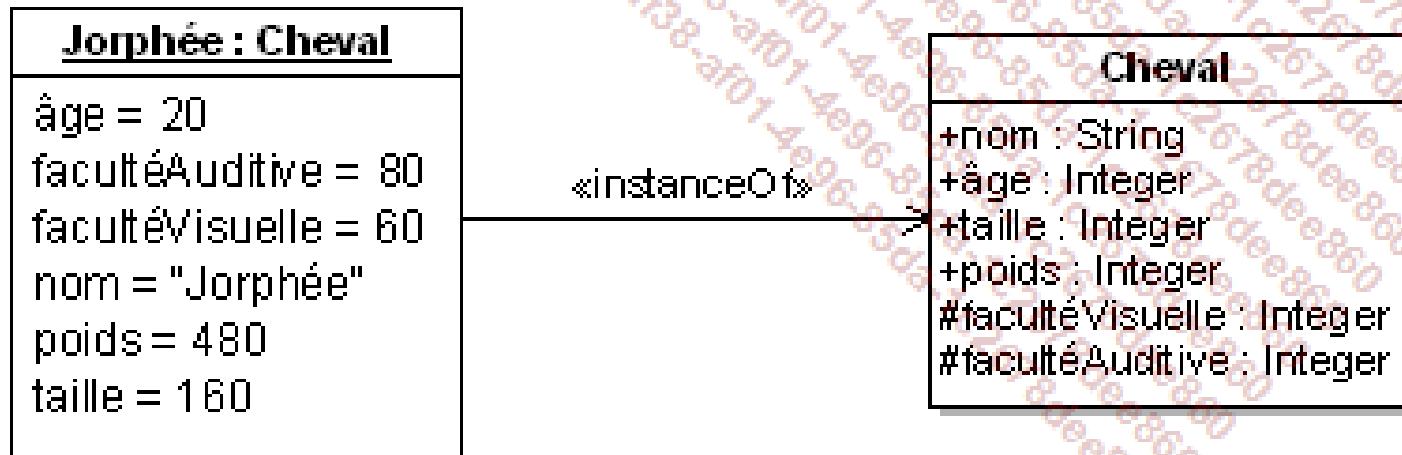 Jorphée : Cheval
âge = 20
facultéAuditive = 80
facultéVisuelle = 60
nom = "Jorphée"
poids = 480
taille = 160
«instanceOf»
Cheval
+nom : String
+âge : Integer
+taille : Integer
+poids : Integer
#facultéVisuelle : Integer
#facultéAuditive : Integer